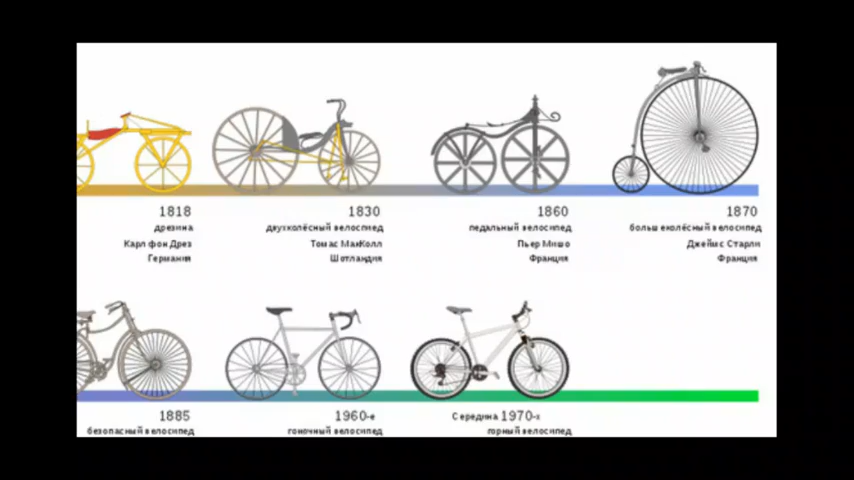 1818
дрезина
Карл фон Дрез
Германия
1830
двухколёсный велосипед
Томас МакКолл
Шотландия
1860
педальный велосипед
Пьер Мишо
Франция
1870
большеколёсный велосипед
Джеймс Старли
Франция
1885
безопасный велосипед
1960-е
гоночный велосипед
Середина 1970-х
горный велосипед